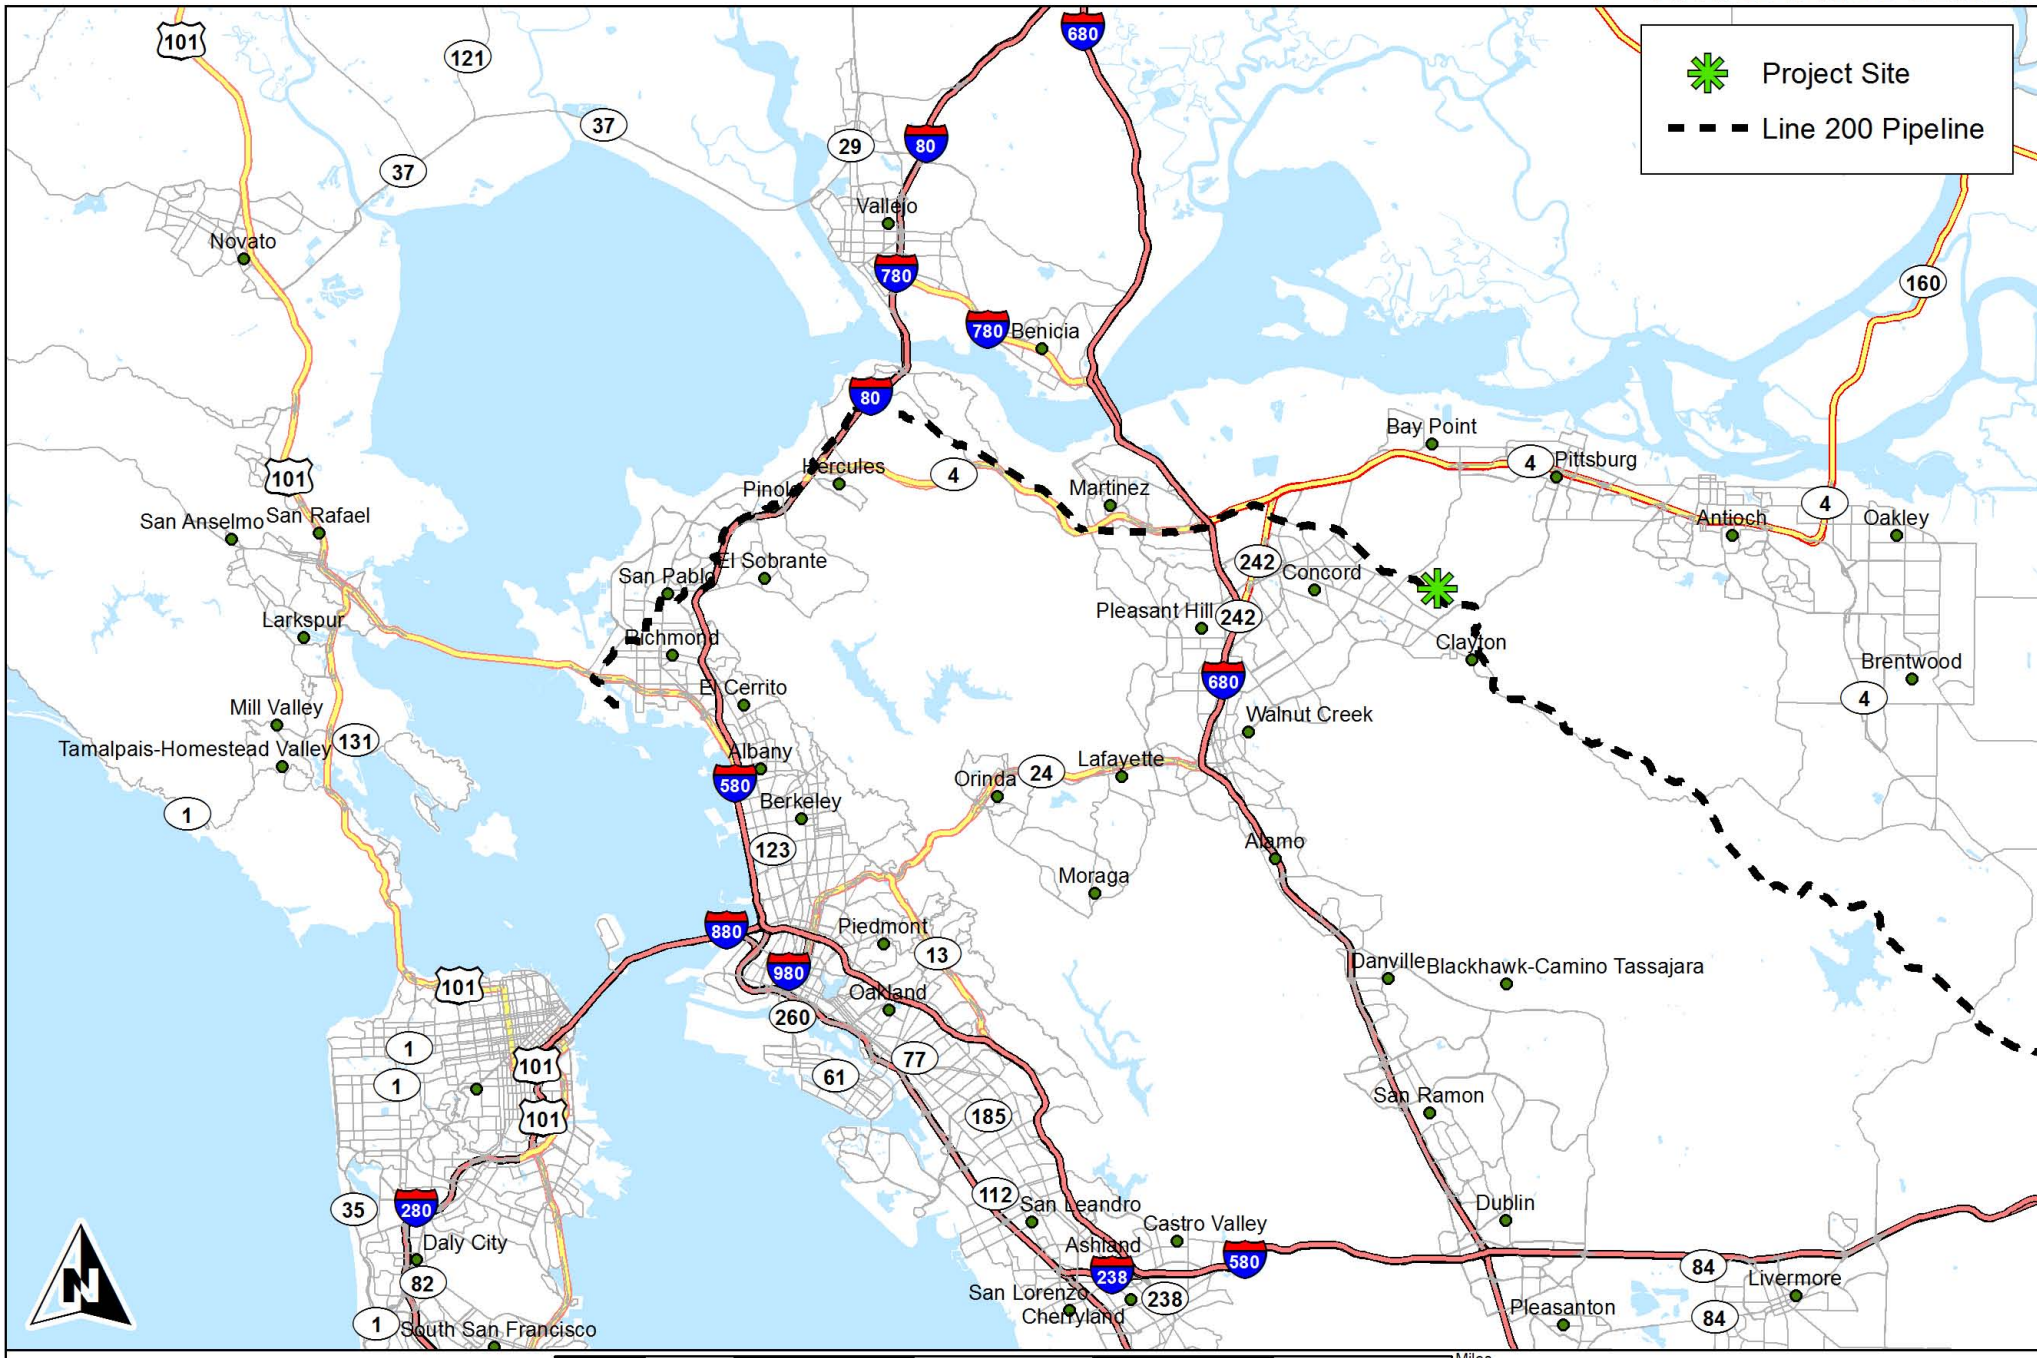 101
121
680
Project Site
Line 200 Pipeline
37
37
29
80
Vallejo
Novato
780
160
780
Benicia
80
Bay Point
101
Hercules
4
4
Pittsburg
Pinole
Martinez
4
San Anselmo
San Rafael
Antioch
Oakley
San Pablo
El Sobrante
242
Concord
Larkspur
Pleasant Hill
242
Richmond
Clayton
Brentwood
El Cerrito
680
4
Mill Valley
Walnut Creek
Tamalpais-Homestead Valley
131
Albany
Orinda
24
Lafayette
580
Berkeley
1
123
Alamo
Moraga
880
Piedmont
13
980
Danville
Blackhawk-Camino Tassajara
101
Oakland
260
1
101
77
1
61
San Ramon
101
185
35
280
112
San Leandro
Dublin
Castro Valley
Daly City
Ashland
580
82
238
84
Livermore
San Lorenzo
238
N
Cherryland
Pleasanton
84
1
South San Francisco
Miles